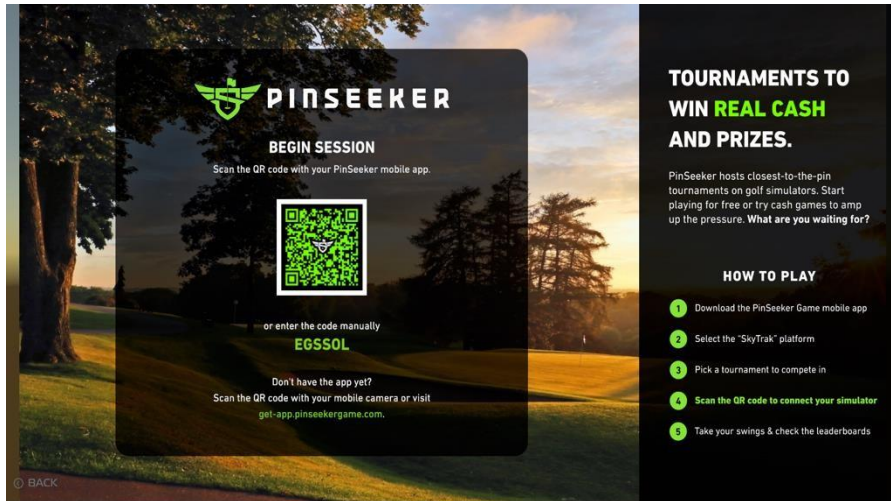 PINSEEKER
BEGIN SESSION
Scan the QR code with your PinSeeker mobile app.
or enter the code manually
EGSSOL
Don't have the app yet?
Scan the QR code with your mobile camera or visit
get-app.pinseekergame.com.
BACK
TOURNAMENTS TO
WIN REAL CASH
AND PRIZES.
PinSeeker hosts closest-to-the-pin
tournaments on golf simulators. Start
playing for free or try cash games to amp
up the pressure. What are you waiting for?
HOW TO PLAY
1 Download the PinSeeker Game mobile app
2 Select the “SkyTrak” platform
3 Pick a tournament to compete in
4 Scan the QR code to connect your simulator
5 Take your swings & check the leaderboards